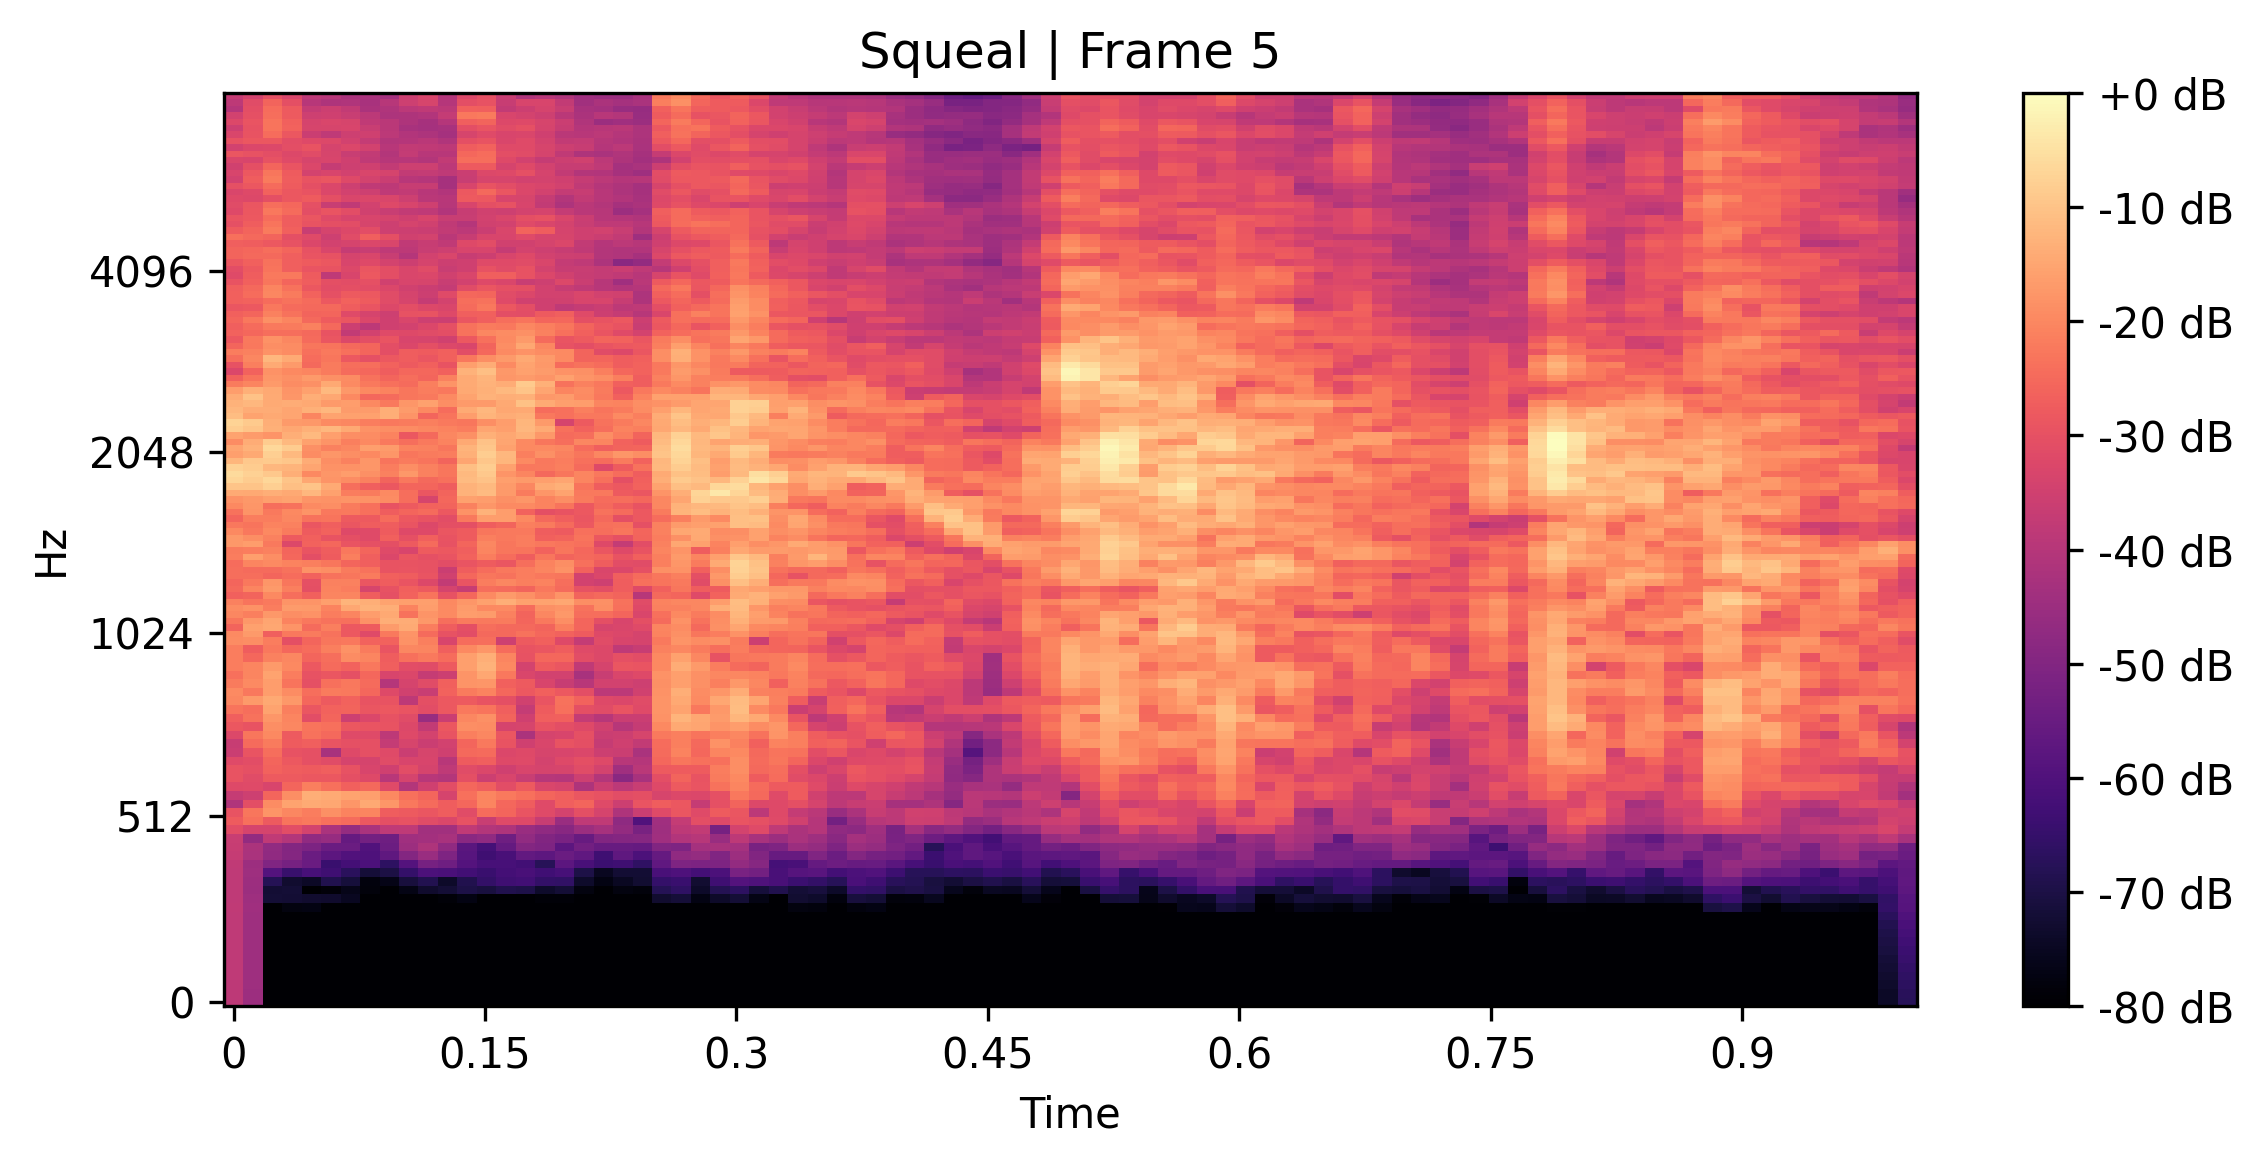 Squeal | Frame 5
+0 dB
-10 dB
-20 dB
-30 dB
-40 dB
-50 dB
-60 dB
-70 dB
-80 dB
Hz
4096
2048
1024
512
0
0 0.15 0.3 0.45 0.6 0.75 0.9
Time